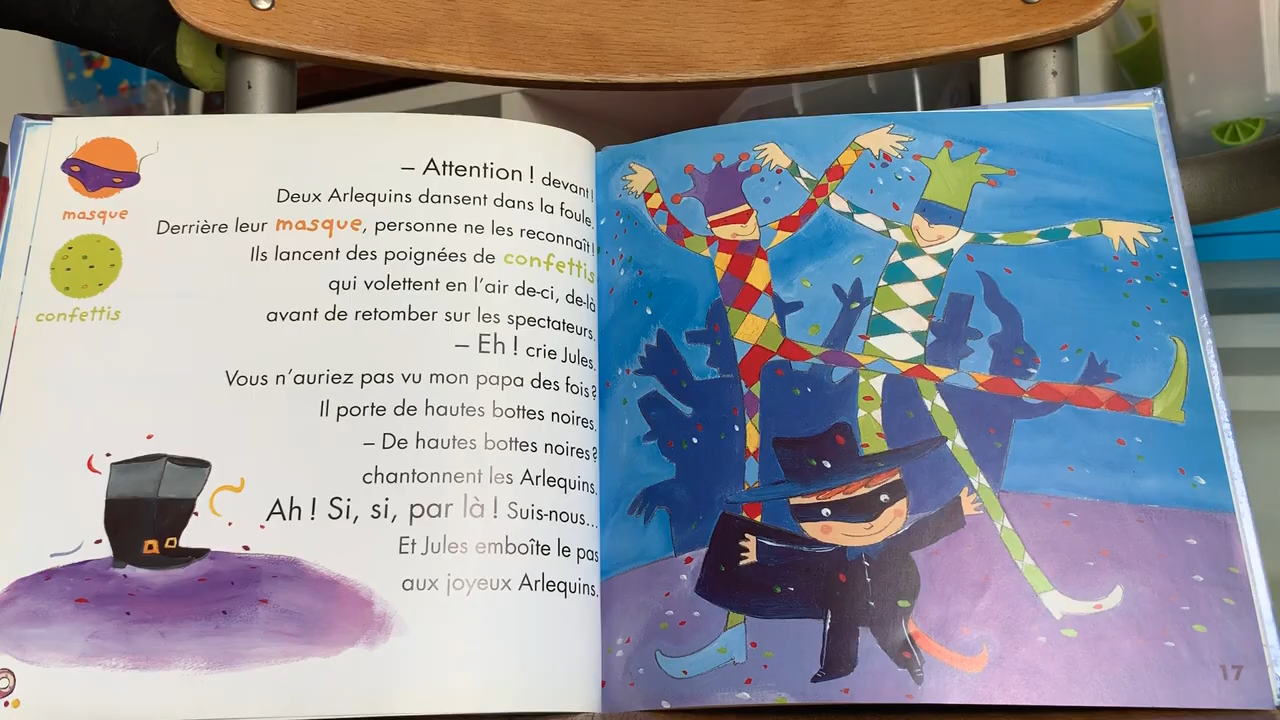 masque
confettis
– Attention ! devant !
Deux Arlequins dansent dans la foule.
Derrière leur masque, personne ne les reconnaît !
Ils lancent des poignées de confettis
qui volettent en l'air de-ci, de-là
avant de retomber sur les spectateurs.
– Eh ! crie Jules.
Vous n'auriez pas vu mon papa des fois ?
Il porte de hautes bottes noires.
– De hautes bottes noires ?
chantonnent les Arlequins.
Ah ! Si, si, par là ! Suis-nous...
Et Jules emboîte le pas
aux joyeux Arlequins.
17